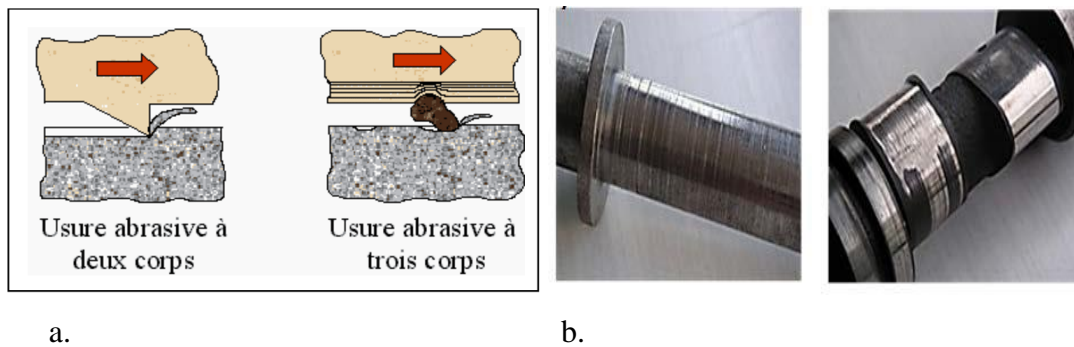 Usure abrasive à
deux corps
Usure abrasive à
trois corps
a.
b.